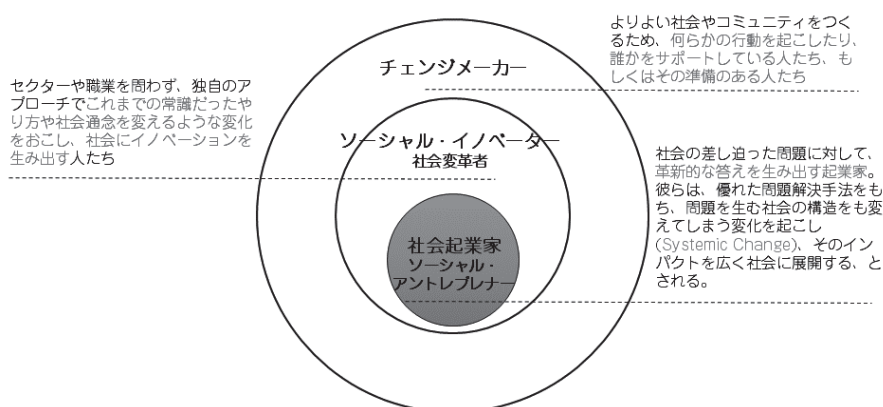 チェンジメーカー
よりよい社会やコミュニティをつく
るため、何らかの行動を起こしたり、
誰かをサポートしている人たち、も
しくはその準備のある人たち
セクターや職業を問わず、独自のア
プローチでこれまでの常識だったや
り方や社会通念を変えるような変化
をおこし、社会にイノベーションを
生み出す人たち
ソーシャル・イノベーター
社会変革者
社会の差し迫った問題に対して、
革新的な答えを生み出す起業家。
彼らは、優れた問題解決手法をも
ち、問題を生む社会の構造をも変
えてしまう変化を起こし
(Systemic Change)、そのイン
パクトを広く社会に展開する、と
される。
社会起業家
ソーシャル・
アントレプレナー